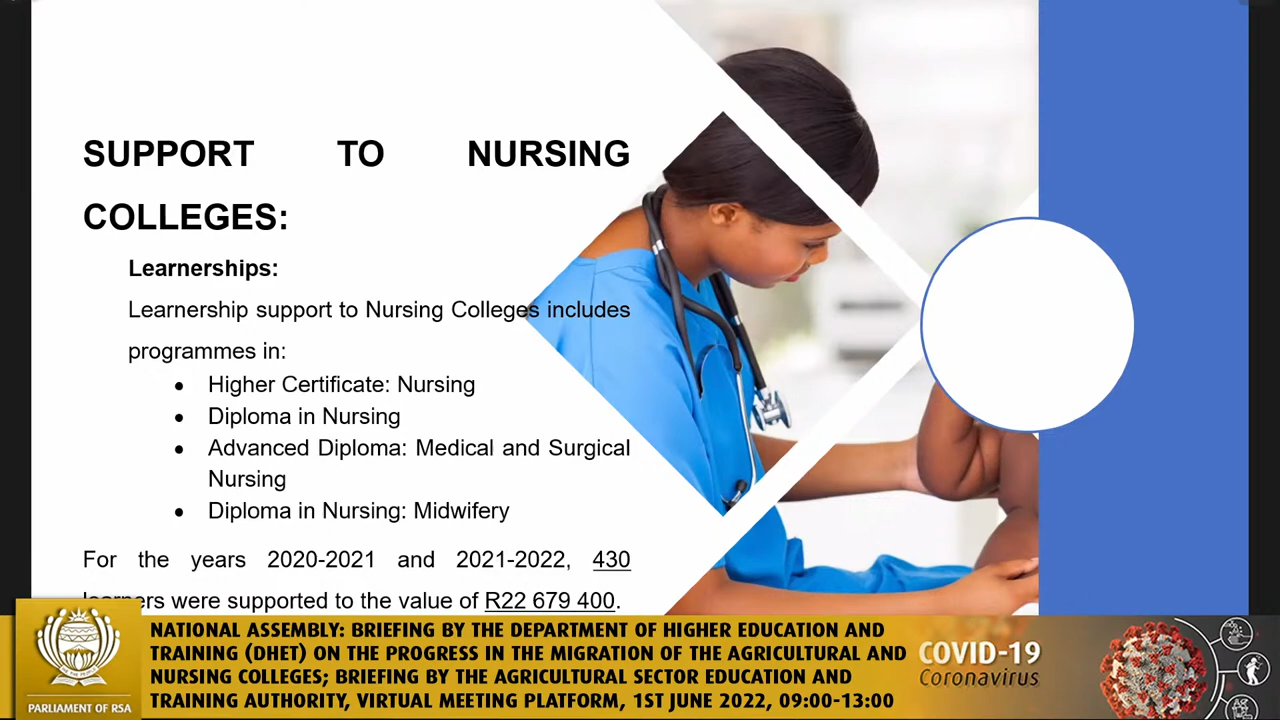 SUPPORT TO NURSING
COLLEGES:
Learnerships:
Learnership support to Nursing Colleges includes
programmes in:
• Higher Certificate: Nursing
• Diploma in Nursing
• Advanced Diploma: Medical and Surgical
Nursing
• Diploma in Nursing: Midwifery
For the years 2020-2021 and 2021-2022, 430
learners were supported to the value of R22 679 400.
NATIONAL ASSEMBLY: BRIEFING BY THE DEPARTMENT OF HIGHER EDUCATION AND
TRAINING (DHET) ON THE PROGRESS IN THE MIGRATION OF THE AGRICULTURAL AND
NURSING COLLEGES; BRIEFING BY THE AGRICULTURAL SECTOR EDUCATION AND
TRAINING AUTHORITY, VIRTUAL MEETING PLATFORM, 1ST JUNE 2022, 09:00-13:00
PARLIAMENT OF RSA
COVID-19
Coronavirus